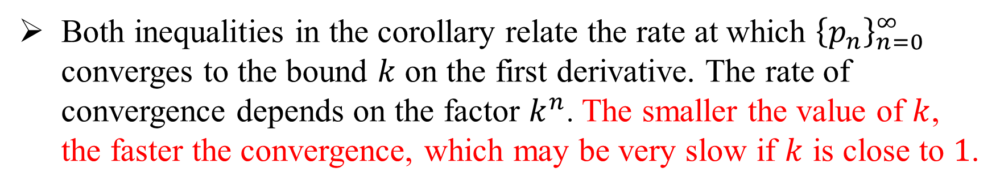 ➢ Both inequalities in the corollary relate the rate at which {pₙ}ₙ₌₀^∞
converges to the bound k on the first derivative. The rate of
convergence depends on the factor kⁿ. The smaller the value of k,
the faster the convergence, which may be very slow if k is close to 1.